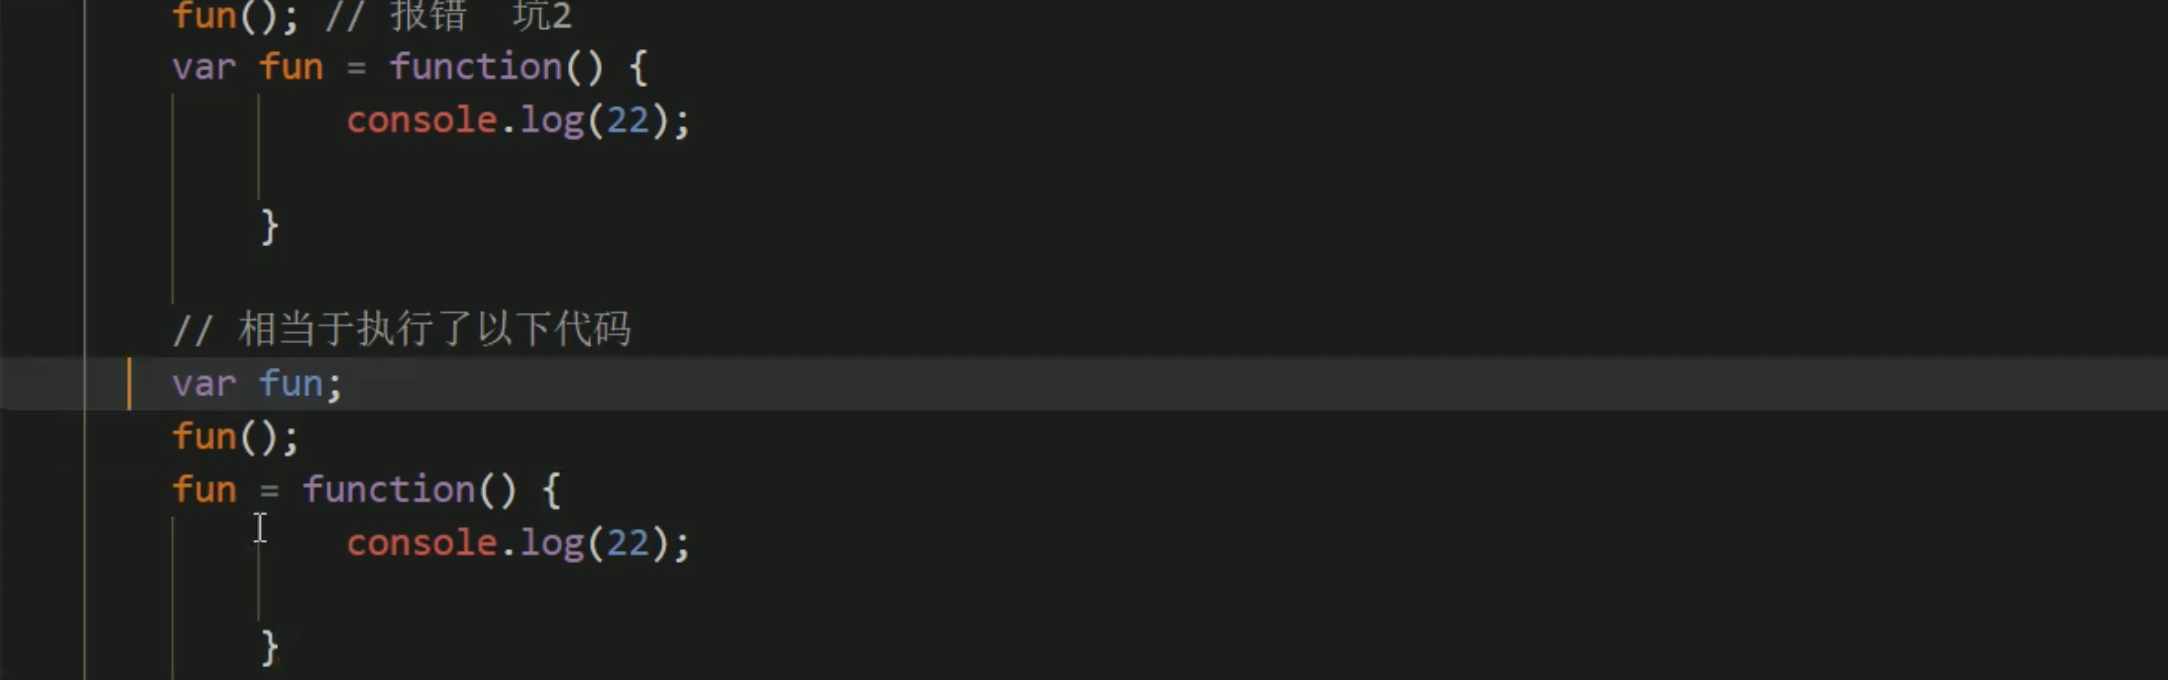 fun(); // 报错  坑2
var fun = function() {
console.log(22);
}
// 相当于执行了以下代码
var fun;
fun();
fun = function() {
console.log(22);
}